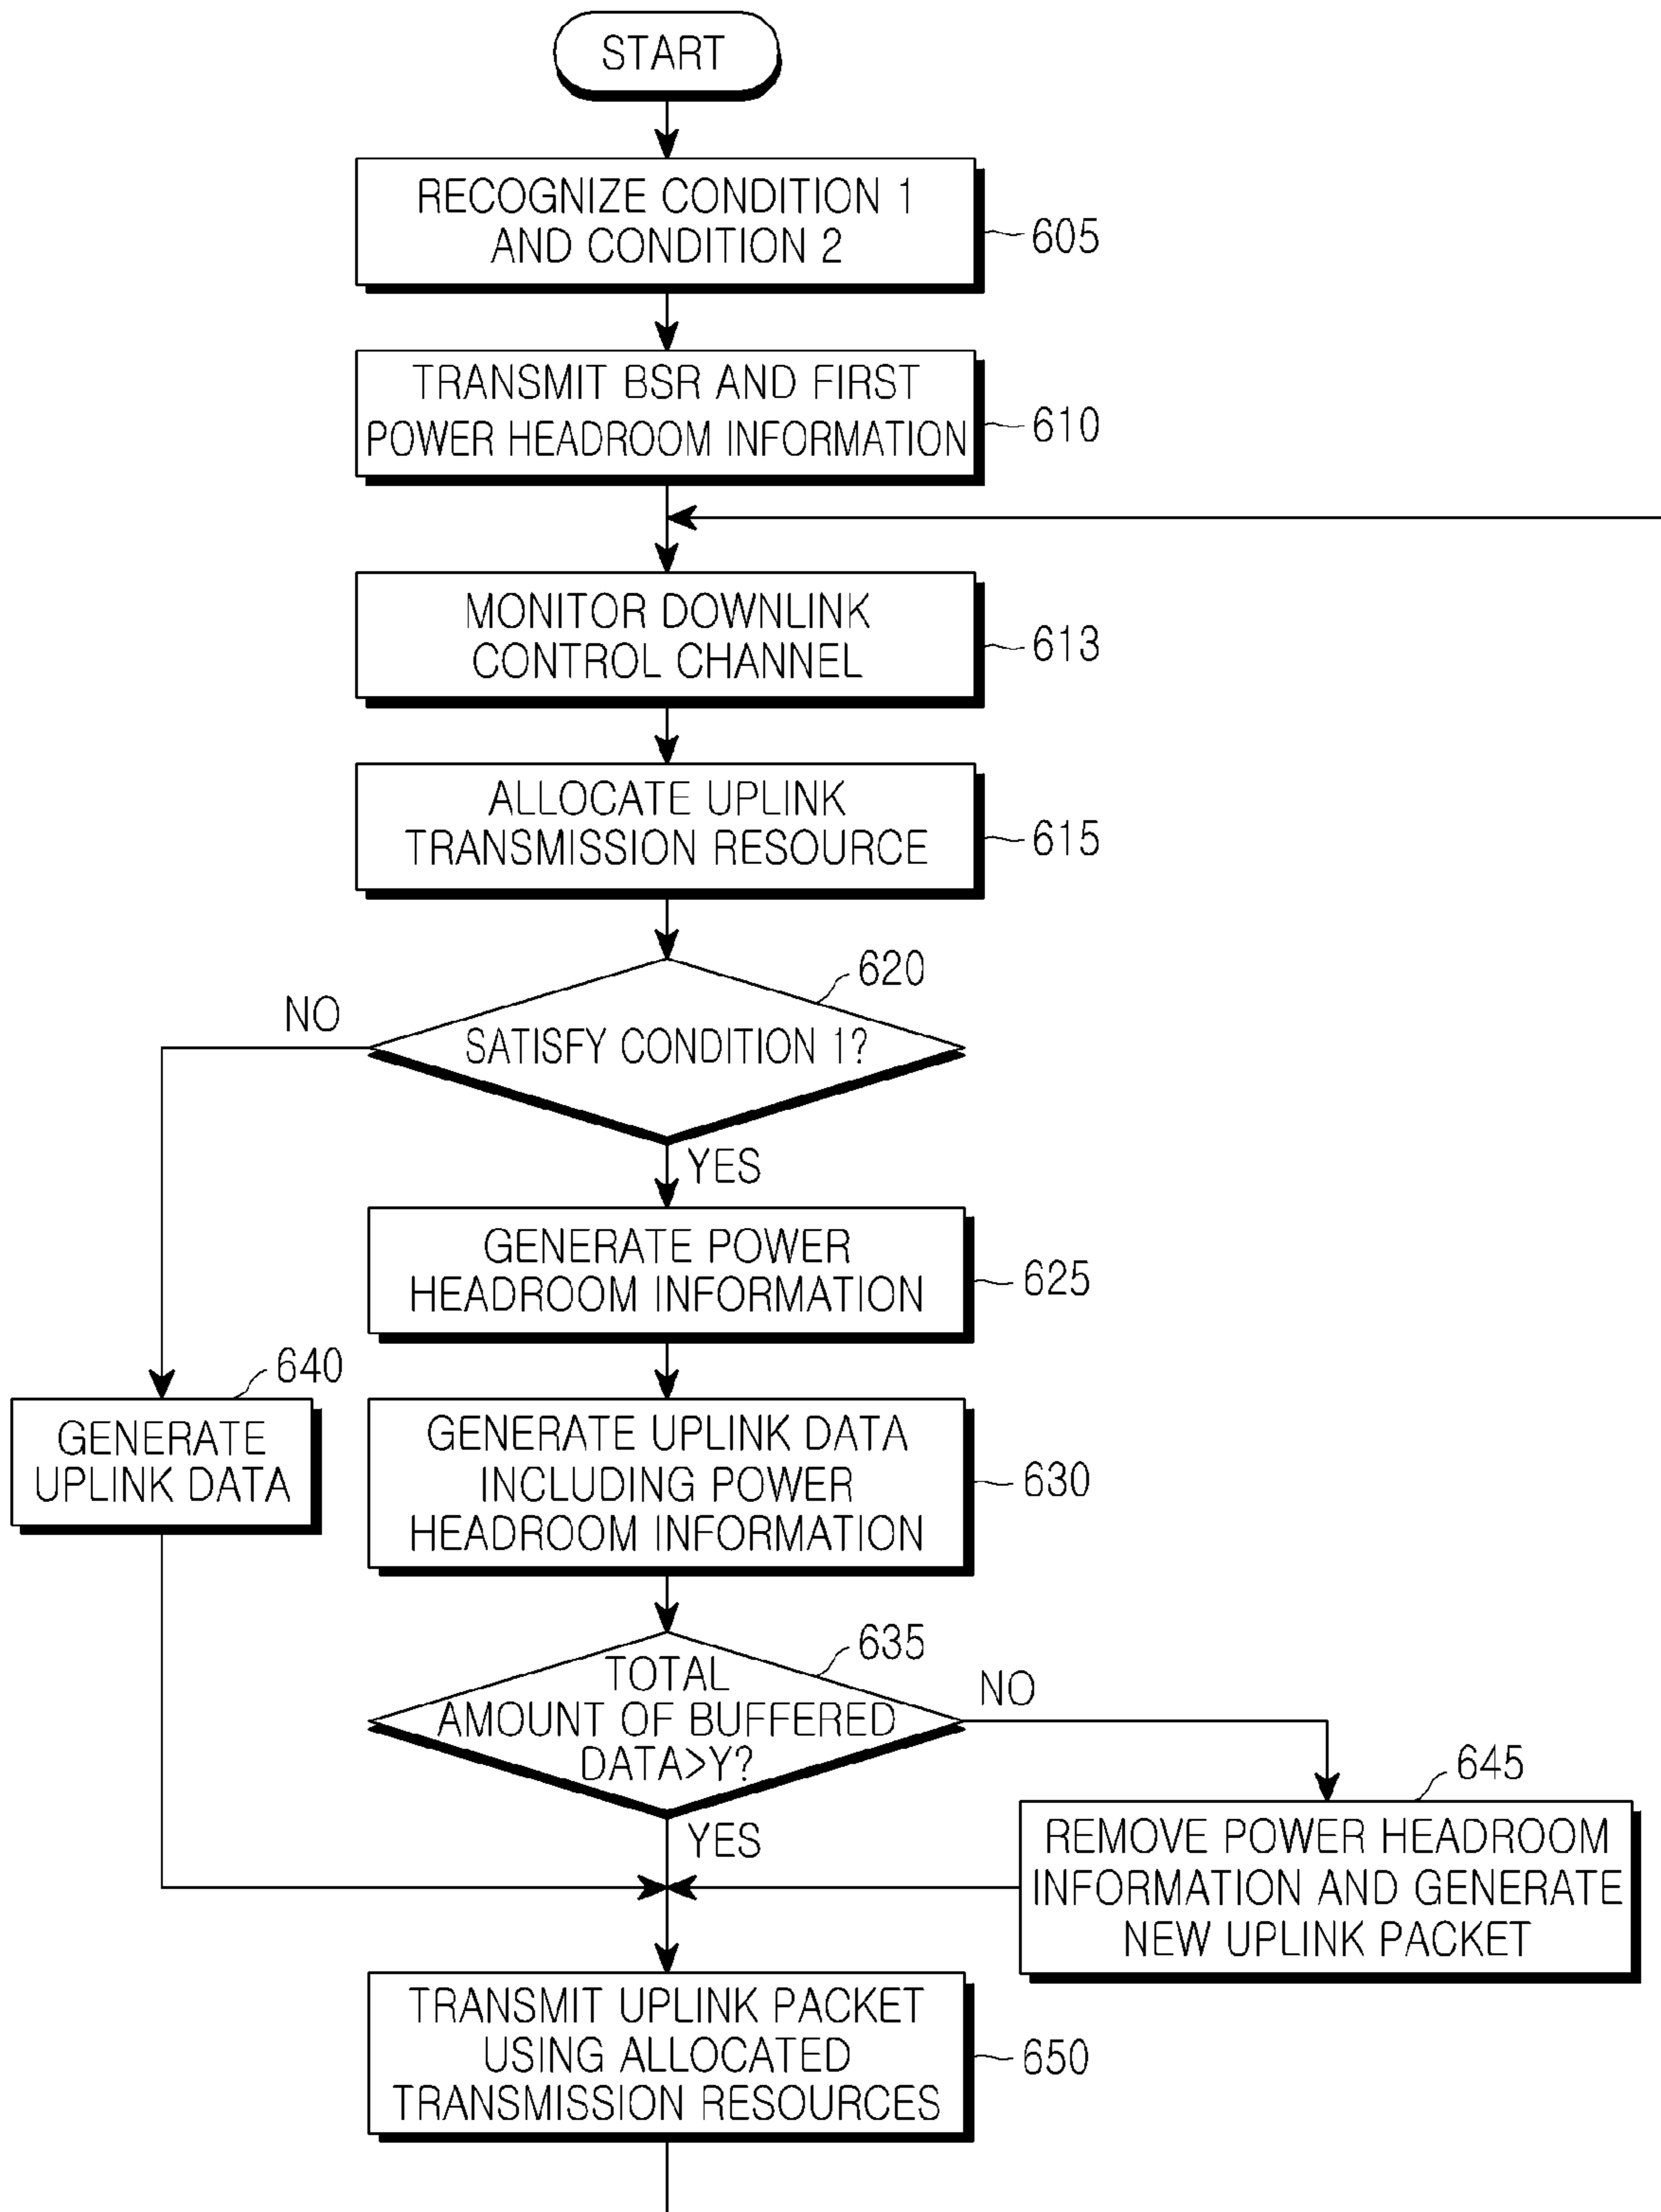 START
RECOGNIZE CONDITION 1
AND CONDITION 2
605
TRANSMIT BSR AND FIRST
POWER HEADROOM INFORMATION
610
MONITOR DOWNLINK
CONTROL CHANNEL
613
ALLOCATE UPLINK
TRANSMISSION RESOURCE
615
620
NO
SATISFY CONDITION 1?
YES
GENERATE POWER
HEADROOM INFORMATION
625
640
GENERATE
UPLINK DATA
GENERATE UPLINK DATA
INCLUDING POWER
HEADROOM INFORMATION
630
635
TOTAL
AMOUNT OF BUFFERED
DATA>Y?
NO
YES
645
REMOVE POWER HEADROOM
INFORMATION AND GENERATE
NEW UPLINK PACKET
TRANSMIT UPLINK PACKET
USING ALLOCATED
TRANSMISSION RESOURCES
650